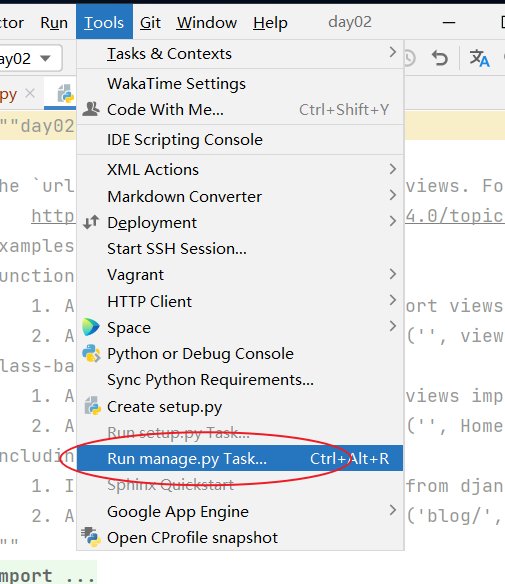 ctor Run Tools Git Window Help day02
ay02
.py
Tasks & Contexts
WakaTime Settings
Code With Me... Ctrl+Shift+Y
IDE Scripting Console
XML Actions
Markdown Converter
Deployment
Start SSH Session...
Vagrant
HTTP Client
Space
Python or Debug Console
Sync Python Requirements...
Create setup.py
Run setup.py Task...
Run manage.py Task... Ctrl+Alt+R
Sphinx Quickstart
Google App Engine
Open CProfile snapshot
""day02
he `url views. Fo
htt 4.0/topic
xamples
unction
1. A ort views
2. A ('', view
lass-ba
1. A views imp
2. A ('', Home
ncludin
1. I from djan
2. A ('blog/',
""
mport ...